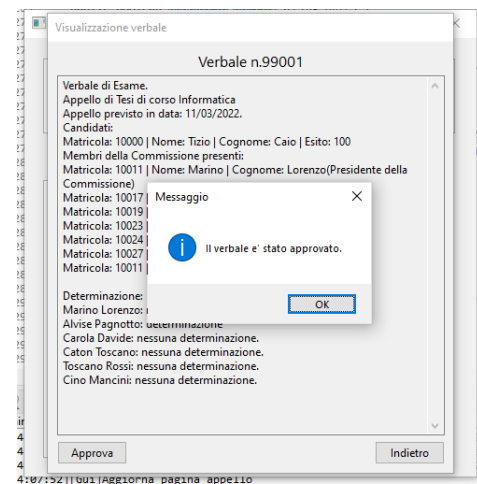 Visualizzazione verbale
Verbale n.99001
Verbale di Esame.
Appello di Tesi di corso Informatica
Appello previsto in data: 11/03/2022.
Candidati:
Matricola: 10000 | Nome: Tizio | Cognome: Caio | Esito: 100
Membri della Commissione presenti:
Matricola: 10011 | Nome: Marino | Cognome: Lorenzo(Presidente della
Commissione)
Matricola: 10017 |
Matricola: 10019 |
Matricola: 10023 |
Matricola: 10024 |
Matricola: 10027 |
Matricola: 10011 |
Messaggio
Il verbale e' stato approvato.
OK
Determinazione:
Marino Lorenzo:
Alvise Pagnotto: determinazione
Carola Davide: nessuna determinazione.
Caton Toscano: nessuna determinazione.
Toscano Rossi: nessuna determinazione.
Cino Mancini: nessuna determinazione.
Approva
Indietro
4:07:52||Gui|Aggiorna pagina appello